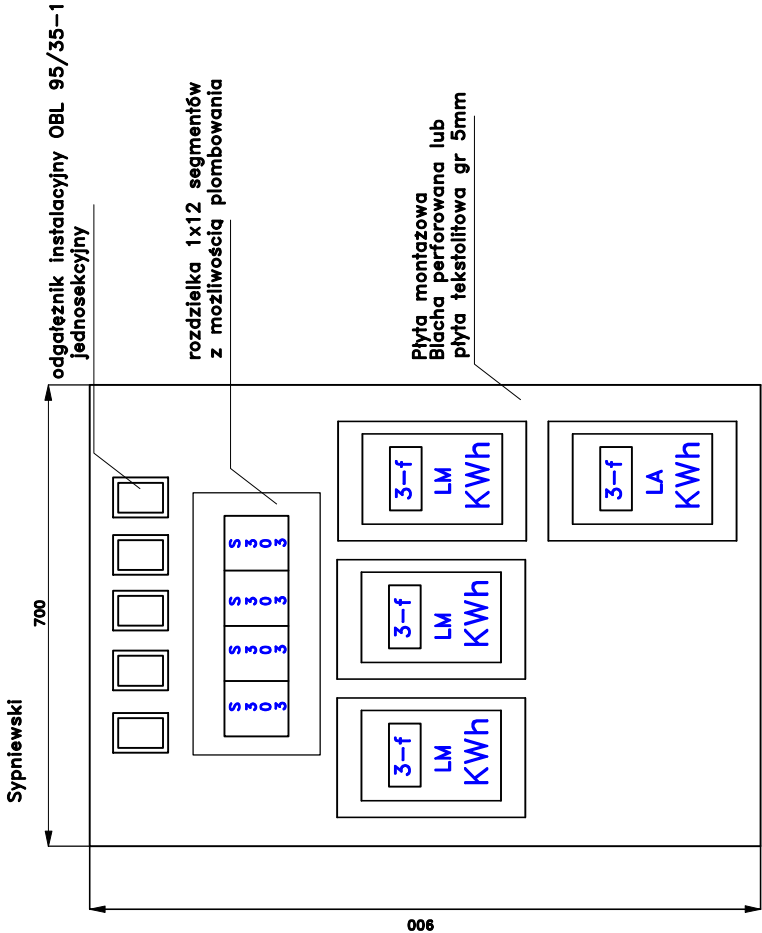 Sypniewski
700
odgałęźnik instalacyjny OBL 95/35-1
jednosekcyjny
rozdzielka 1x12 segmentów
z możliwością plombowania
S303
S303
S303
S303
Płyta montażowa
Blacha perforowana lub
płyta tekstolitowa gr 5mm
3-f
LM
KWh
3-f
LM
KWh
3-f
LM
KWh
3-f
LA
KWh
900